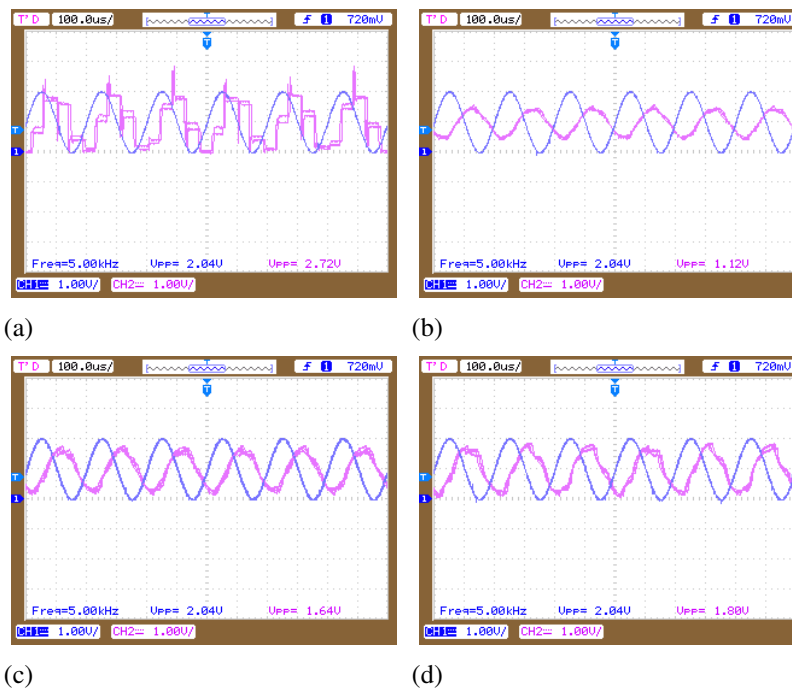 T'D 100.0us/ T ƒ 1 720mV
T
T
1
Freq=5.00kHz Vpp= 2.04V Vpp= 2.72V
CH1 1.00V/ CH2 1.00V/
(a)
T'D 100.0us/ T ƒ 1 720mV
T
T
1
Freq=5.00kHz Vpp= 2.04V Vpp= 1.12V
CH1 1.00V/ CH2 1.00V/
(b)
T'D 100.0us/ T ƒ 1 720mV
T
T
1
Freq=5.00kHz Vpp= 2.04V Vpp= 1.64V
CH1 1.00V/ CH2 1.00V/
(c)
T'D 100.0us/ T ƒ 1 720mV
T
T
1
Freq=5.00kHz Vpp= 2.04V Vpp= 1.80V
CH1 1.00V/ CH2 1.00V/
(d)